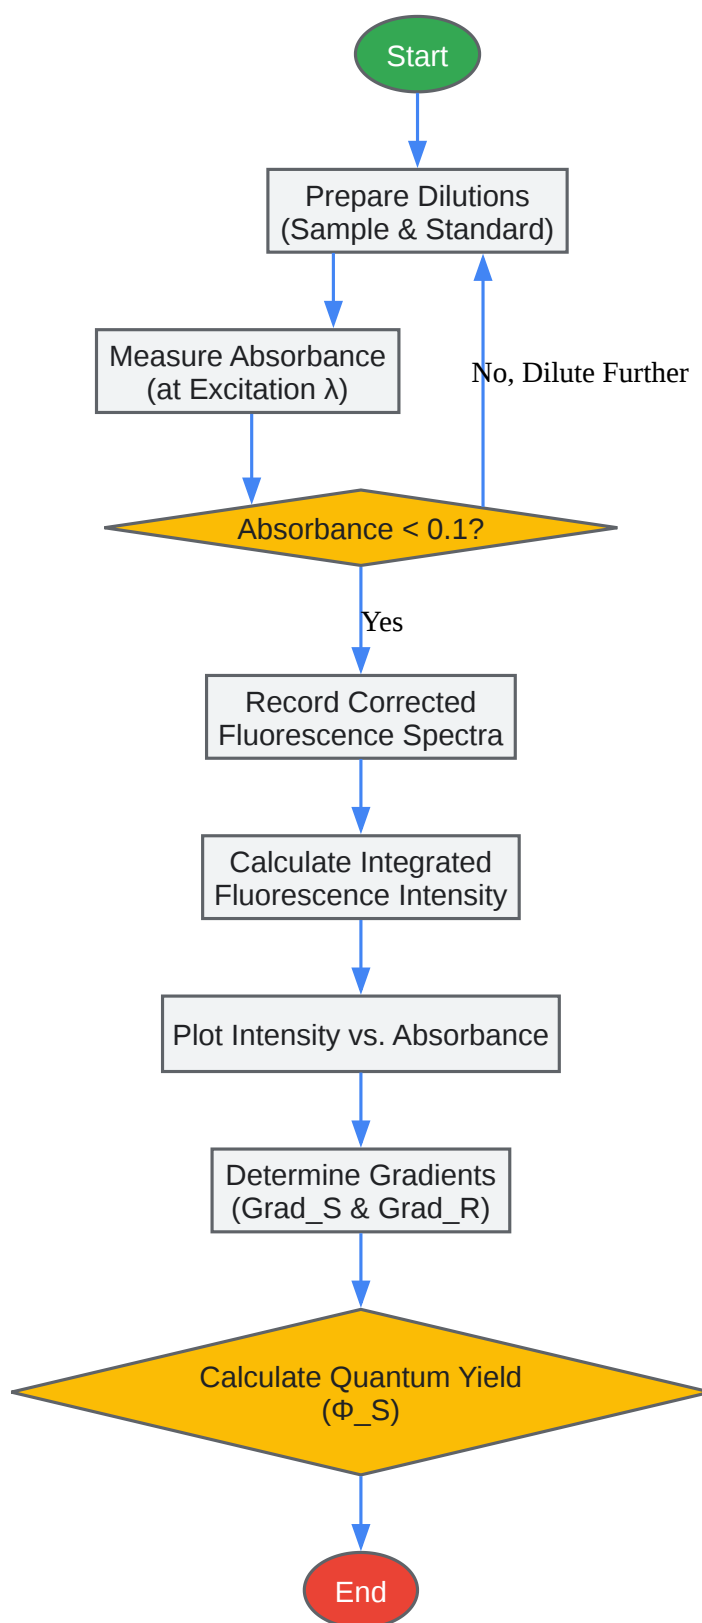 Start
Prepare Dilutions
(Sample & Standard)
Measure Absorbance
(at Excitation λ)
No, Dilute Further
Absorbance < 0.1?
Yes
Record Corrected
Fluorescence Spectra
Calculate Integrated
Fluorescence Intensity
Plot Intensity vs. Absorbance
Determine Gradients
(Grad_S & Grad_R)
Calculate Quantum Yield
(Φ_S)
End